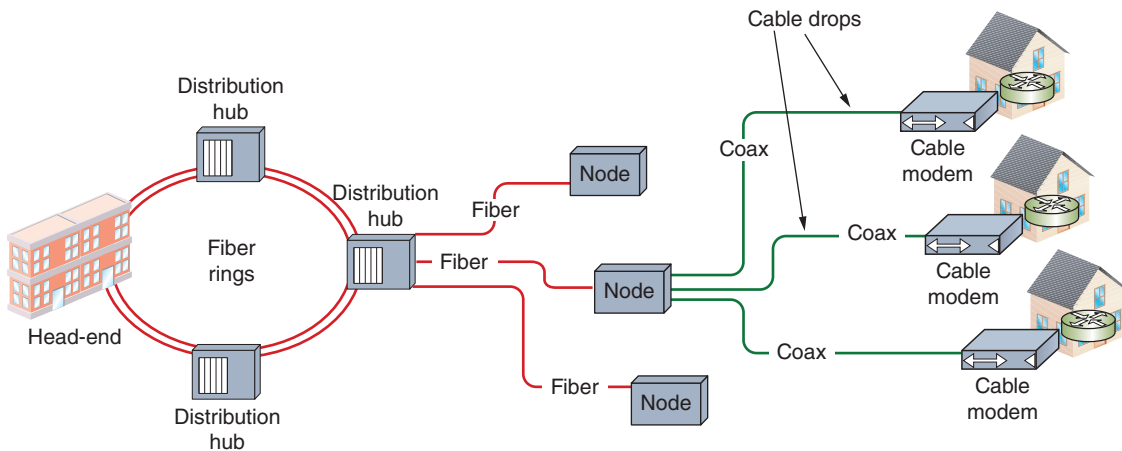 Cable drops
Distribution
hub
Coax
Cable
modem
Node
Distribution
hub
Fiber
Fiber
rings
Fiber
Coax
Cable
modem
Node
Head-end
Coax
Cable
modem
Fiber
Node
Distribution
hub